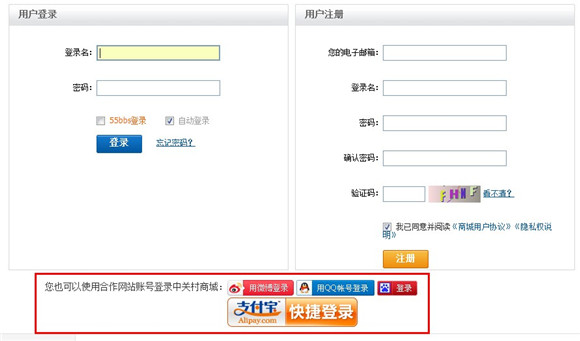 用户登录
登录名：
密码：
55bbs登录 自动登录
登录 忘记密码？
用户注册
您的电子邮箱：
登录名：
密码：
确认密码：
验证码： FHNF 看不清？
我已同意并阅读《商城用户协议》《隐私权说
明》
注册
您也可以使用合作网站账号登录中关村商城： 用微博登录 用QQ帐号登录 登录
支付宝 Alipay.com 快捷登录